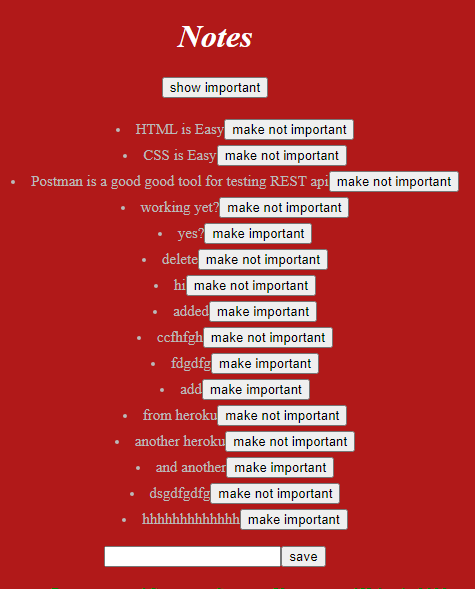 Notes
show important
HTML is Easy make not important
CSS is Easy make not important
Postman is a good good tool for testing REST api make not important
working yet? make not important
yes? make important
delete make not important
hi make not important
added make important
ccfhfgh make not important
fdgdfg make important
add make important
from heroku make not important
another heroku make not important
and another make important
dsgdfgdfg make not important
hhhhhhhhhhhhh make important
save